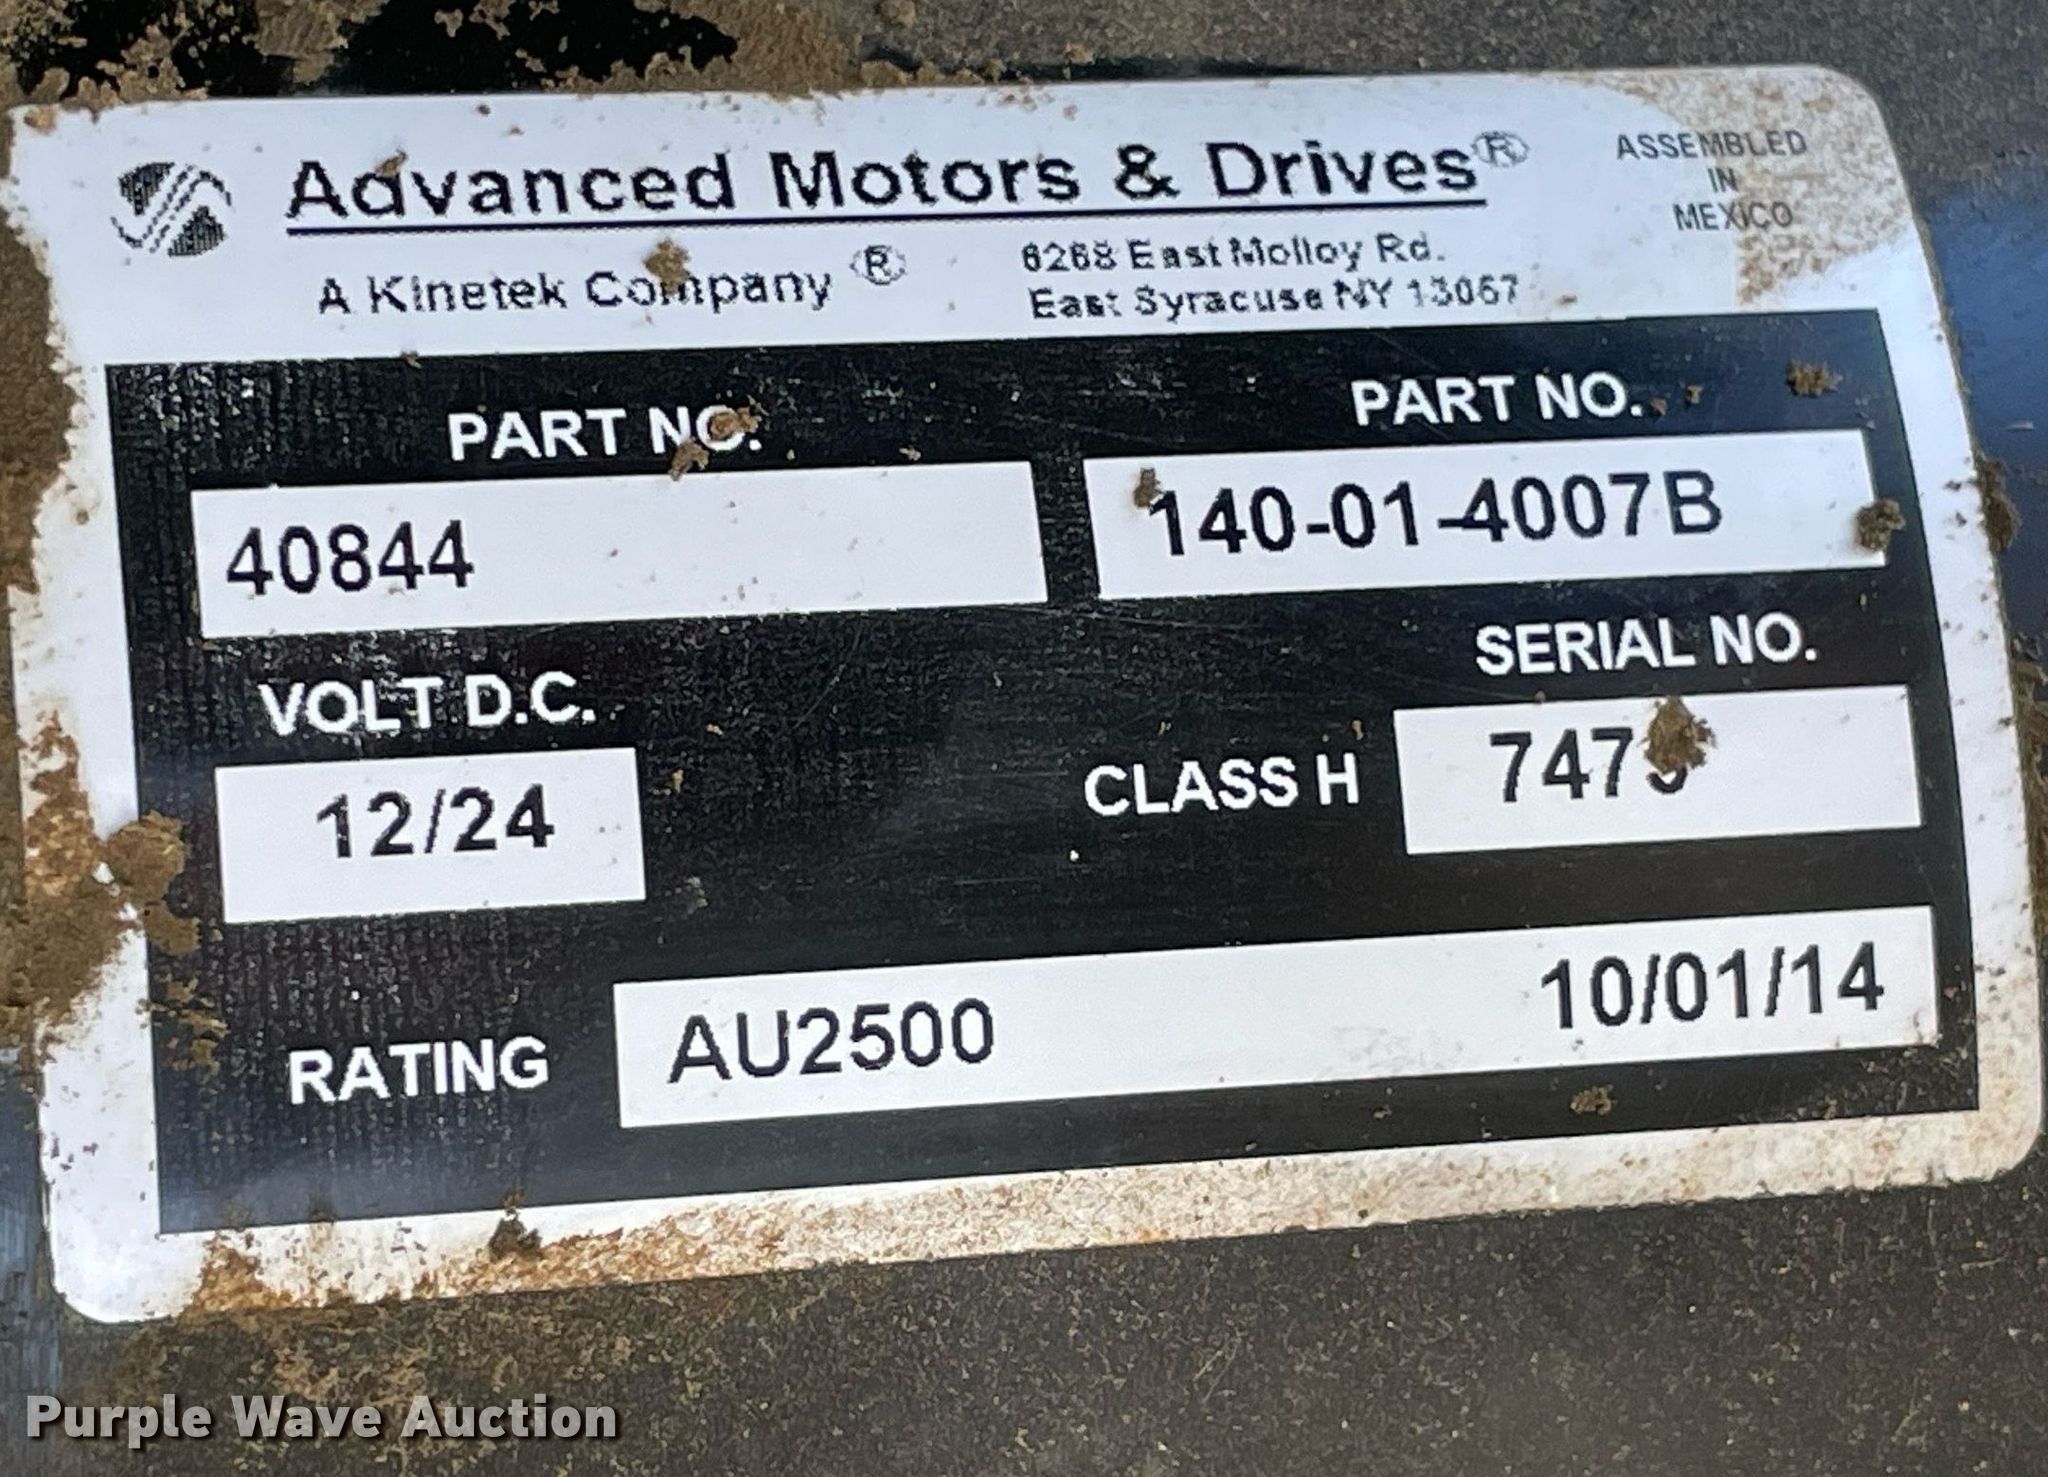 Advanced Motors & Drives®
ASSEMBLED
IN
MEXICO
A Kinetek Company ®
6268 East Molloy Rd.
East Syracuse NY 13057
PART NO.
PART NO.
40844
140-01-4007B
VOLT D.C.
SERIAL NO.
12/24
CLASS H
RATING
AU2500
10/01/14
Purple Wave Auction